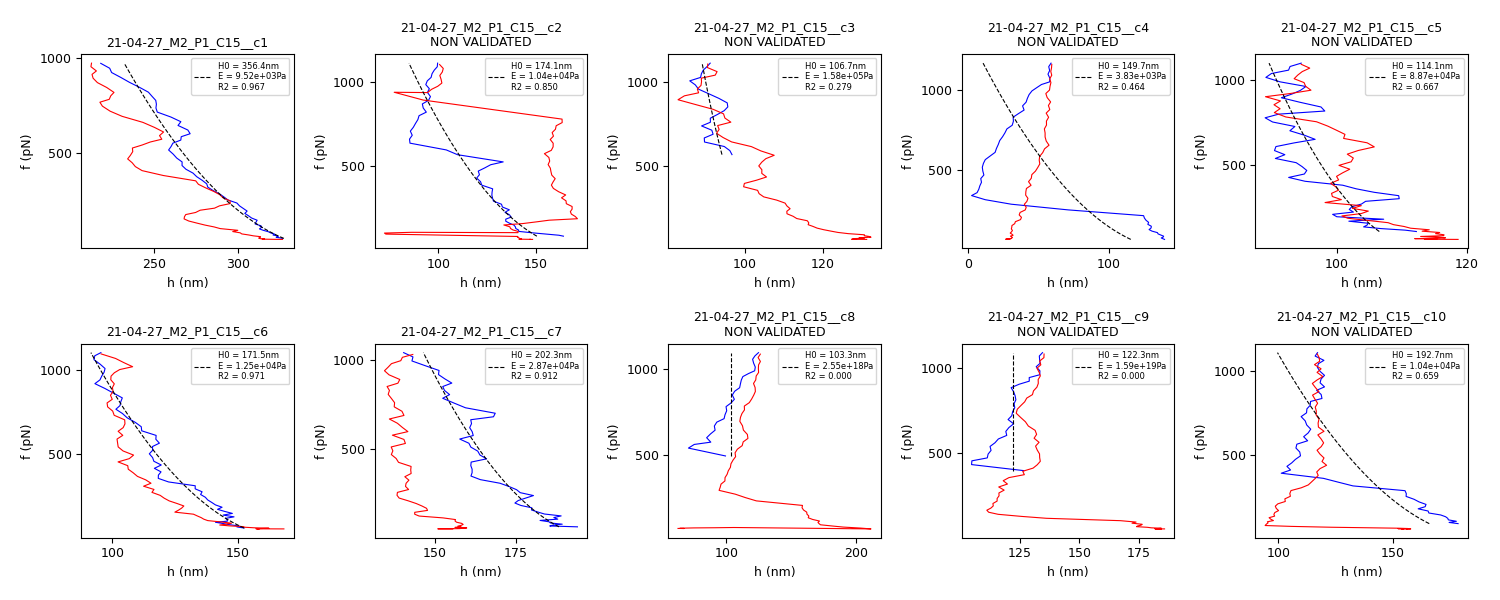 21-04-27_M2_P1_C15__c1
H0 = 356.4nm
E = 9.52e+03Pa
R2 = 0.967
f (pN)
1000
500
250
300
h (nm)
21-04-27_M2_P1_C15__c2
NON VALIDATED
H0 = 174.1nm
E = 1.04e+04Pa
R2 = 0.850
f (pN)
1000
500
100
150
h (nm)
21-04-27_M2_P1_C15__c3
NON VALIDATED
H0 = 106.7nm
E = 1.58e+05Pa
R2 = 0.279
f (pN)
1000
500
100
120
h (nm)
21-04-27_M2_P1_C15__c4
NON VALIDATED
H0 = 149.7nm
E = 3.83e+03Pa
R2 = 0.464
f (pN)
1000
500
0
100
h (nm)
21-04-27_M2_P1_C15__c5
NON VALIDATED
H0 = 114.1nm
E = 8.87e+04Pa
R2 = 0.667
f (pN)
1000
500
100
120
h (nm)
21-04-27_M2_P1_C15__c6
H0 = 171.5nm
E = 1.25e+04Pa
R2 = 0.971
f (pN)
1000
500
100
150
h (nm)
21-04-27_M2_P1_C15__c7
H0 = 202.3nm
E = 2.87e+04Pa
R2 = 0.912
f (pN)
1000
500
150
175
h (nm)
21-04-27_M2_P1_C15__c8
NON VALIDATED
H0 = 103.3nm
E = 2.55e+18Pa
R2 = 0.000
f (pN)
1000
500
100
200
h (nm)
21-04-27_M2_P1_C15__c9
NON VALIDATED
H0 = 122.3nm
E = 1.59e+19Pa
R2 = 0.000
f (pN)
1000
500
125
150
175
h (nm)
21-04-27_M2_P1_C15__c10
NON VALIDATED
H0 = 192.7nm
E = 1.04e+04Pa
R2 = 0.659
f (pN)
1000
500
100
150
h (nm)